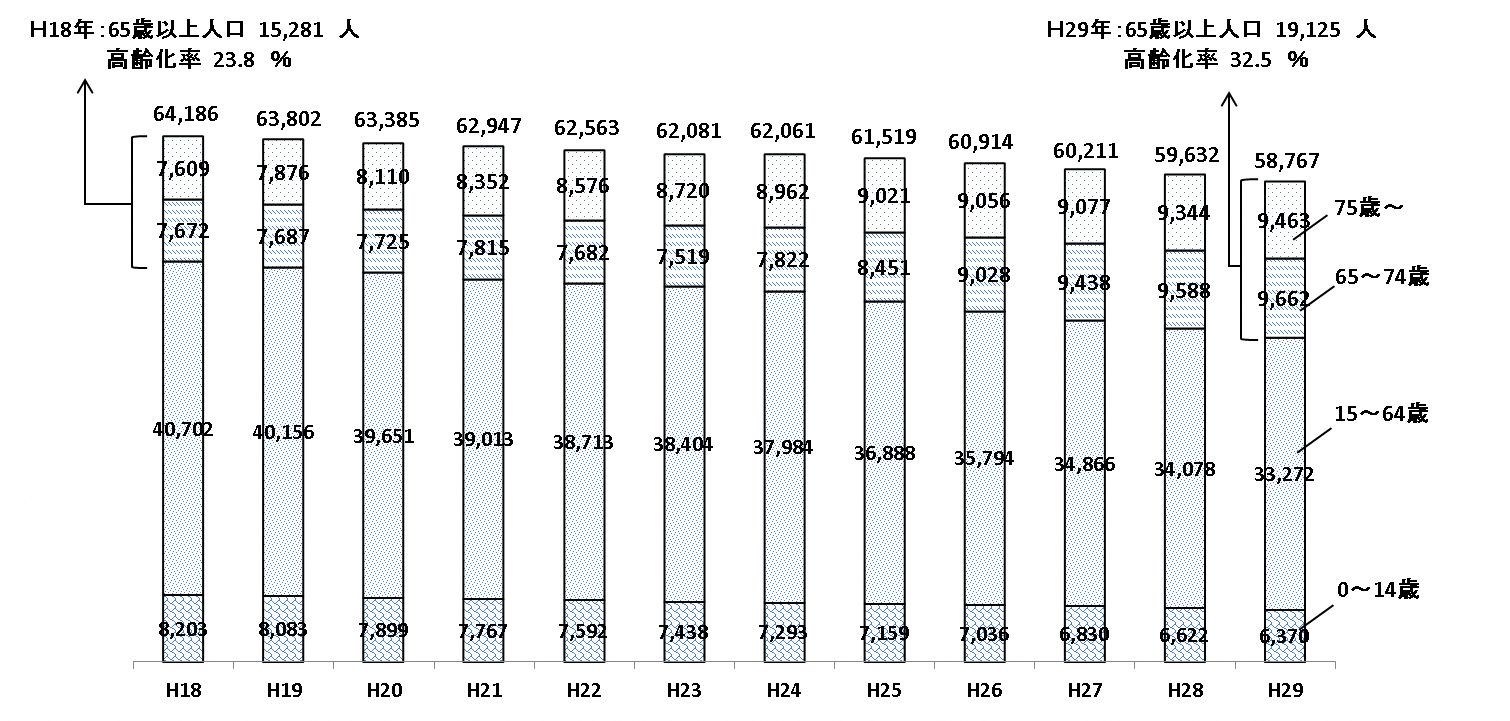 H18年:65歳以上人口 15,281 人
高齢化率 23.8 %
H29年:65歳以上人口 19,125 人
高齢化率 32.5 %
64,186 63,802 63,385 62,947 62,563 62,081 62,061 61,519 60,914 60,211 59,632 58,767
7,609 7,876 8,110 8,352 8,576 8,720 8,962 9,021 9,056 9,077 9,344 9,463
75歳~
7,672 7,687 7,725 7,815 7,682 7,519 7,822 8,451 9,028 9,438 9,588 9,662
65~74歳
40,702 40,156 39,651 39,013 38,713 38,404 37,984 36,888 35,794 34,866 34,078 33,272
15~64歳
8,203 8,083 7,899 7,767 7,592 7,438 7,293 7,159 7,036 6,830 6,622 6,370
0~14歳
H18 H19 H20 H21 H22 H23 H24 H25 H26 H27 H28 H29